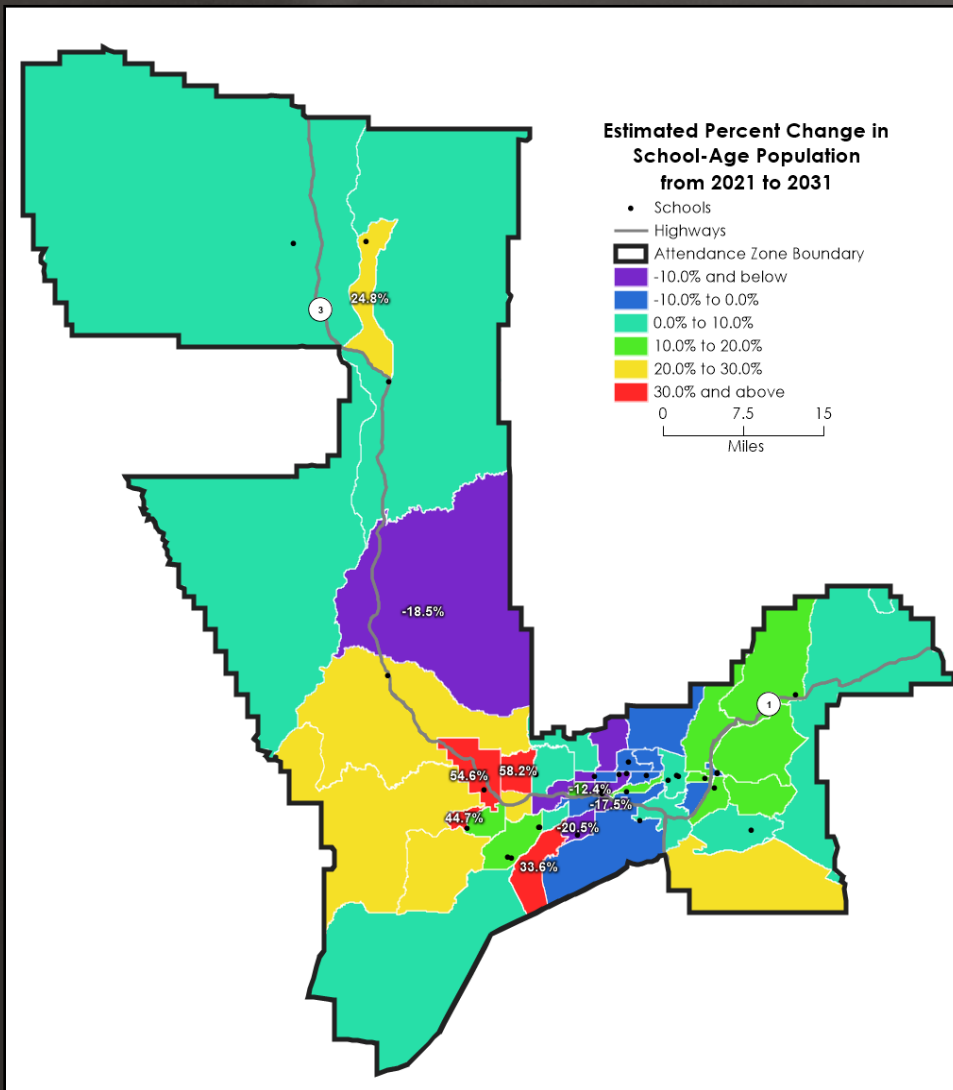 Estimated Percent Change in
School-Age Population
from 2021 to 2031
Schools
Highways
Attendance Zone Boundary
-10.0% and below
-10.0% to 0.0%
0.0% to 10.0%
10.0% to 20.0%
20.0% to 30.0%
30.0% and above
0 7.5 15
Miles
24.8%
3
-18.5%
1
54.6%
58.2%
-12.4%
-17.5%
44.7%
-20.5%
33.6%